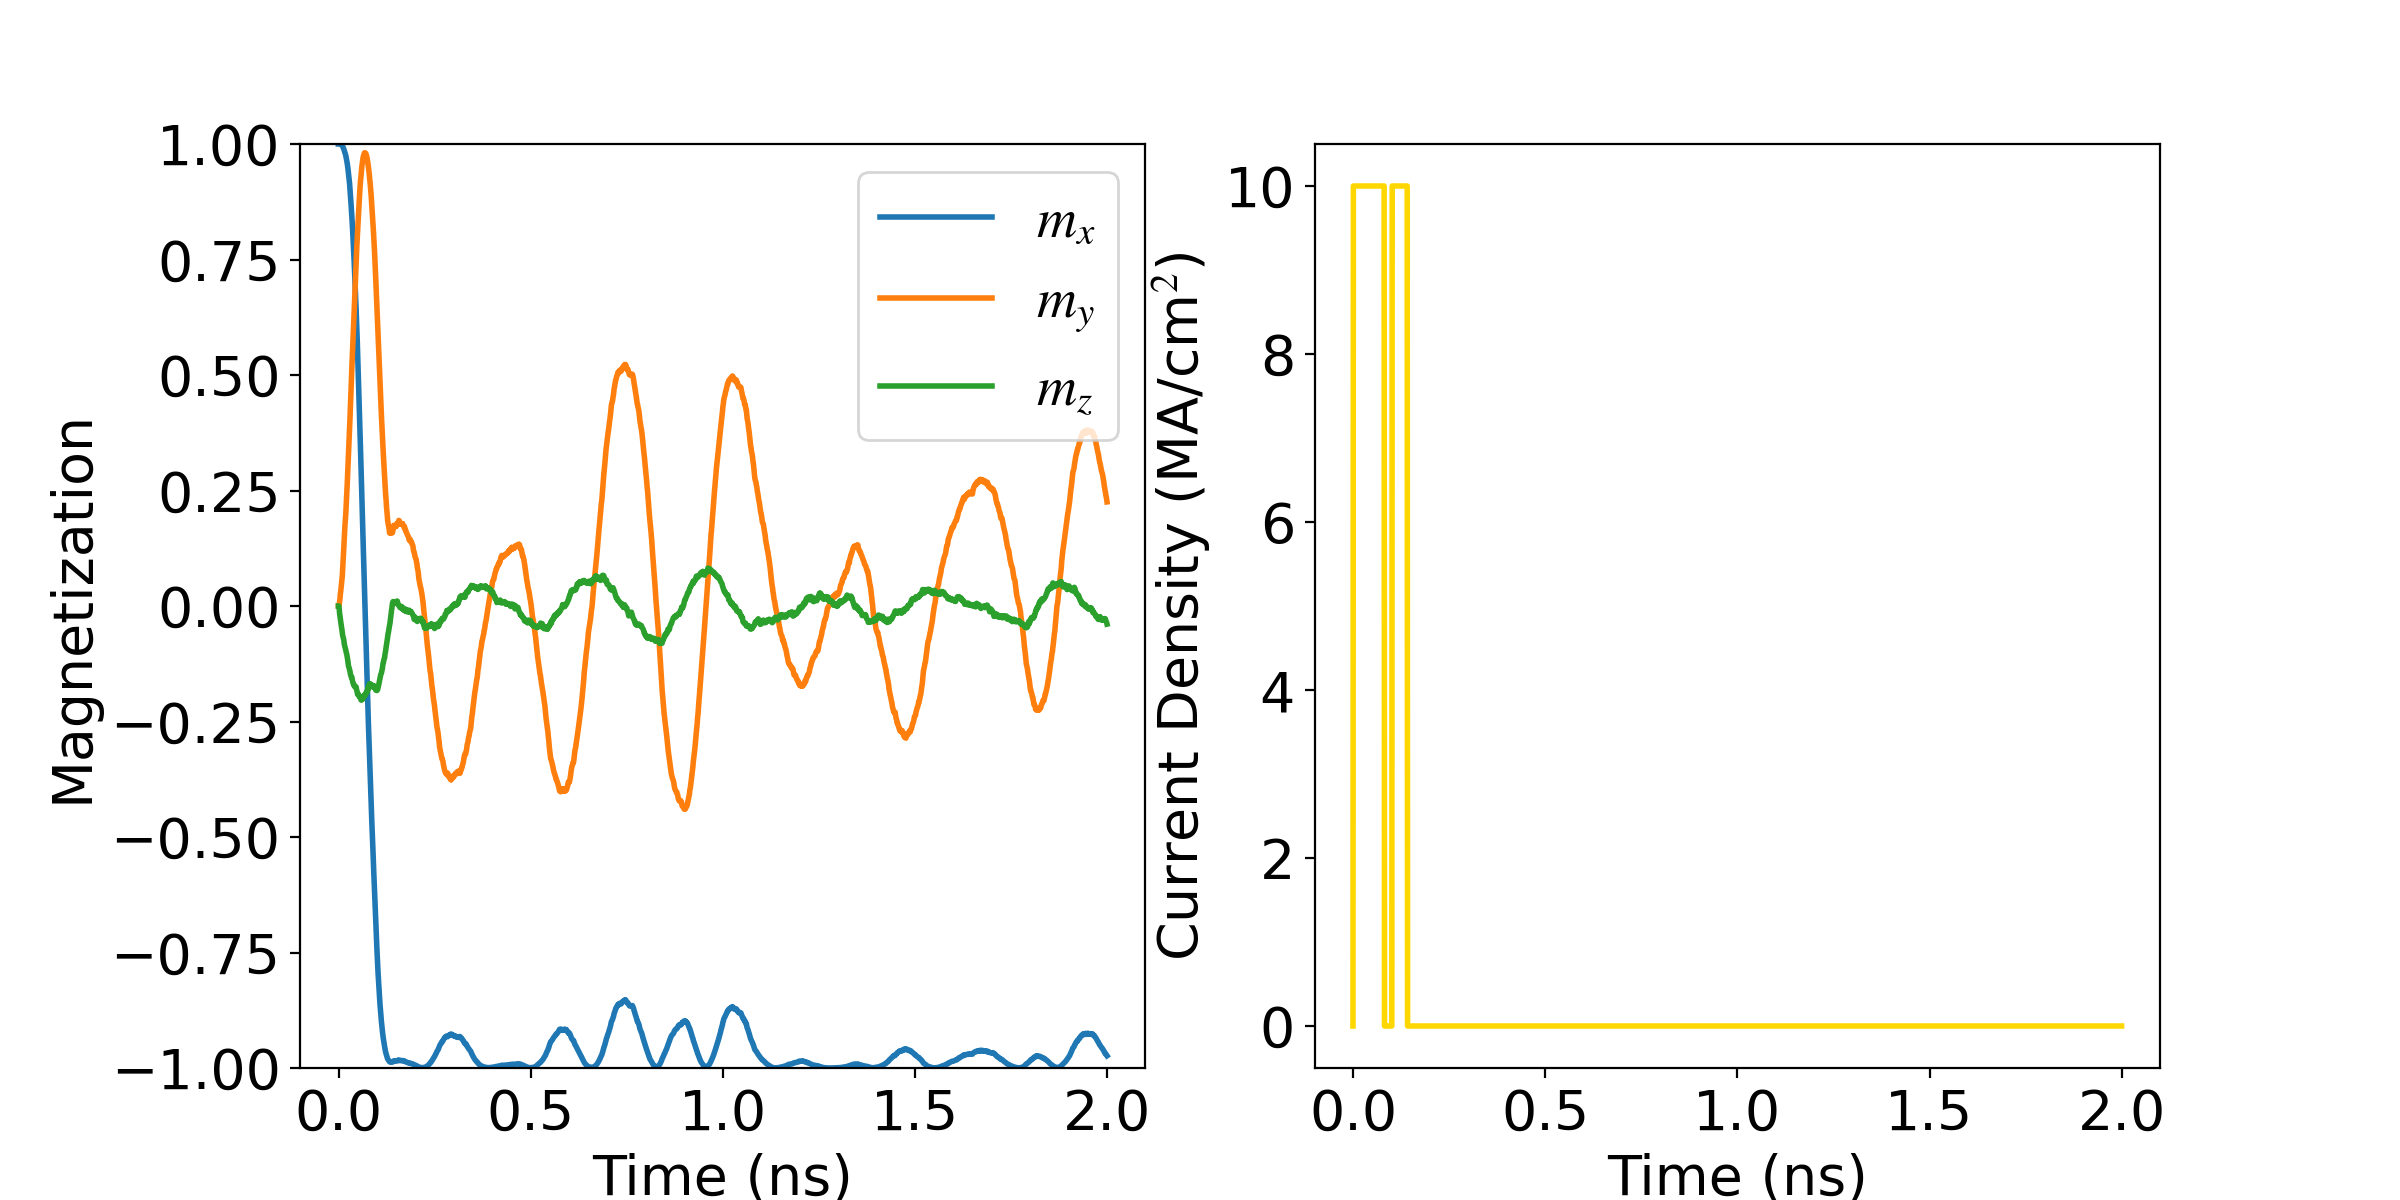 1.00
0.75
0.50
0.25
0.00
−0.25
−0.50
−0.75
−1.00
Magnetization
0.0 0.5 1.0 1.5 2.0
Time (ns)
m_x
m_y
m_z
10
8
6
4
2
0
Current Density (MA/cm²)
0.0 0.5 1.0 1.5 2.0
Time (ns)